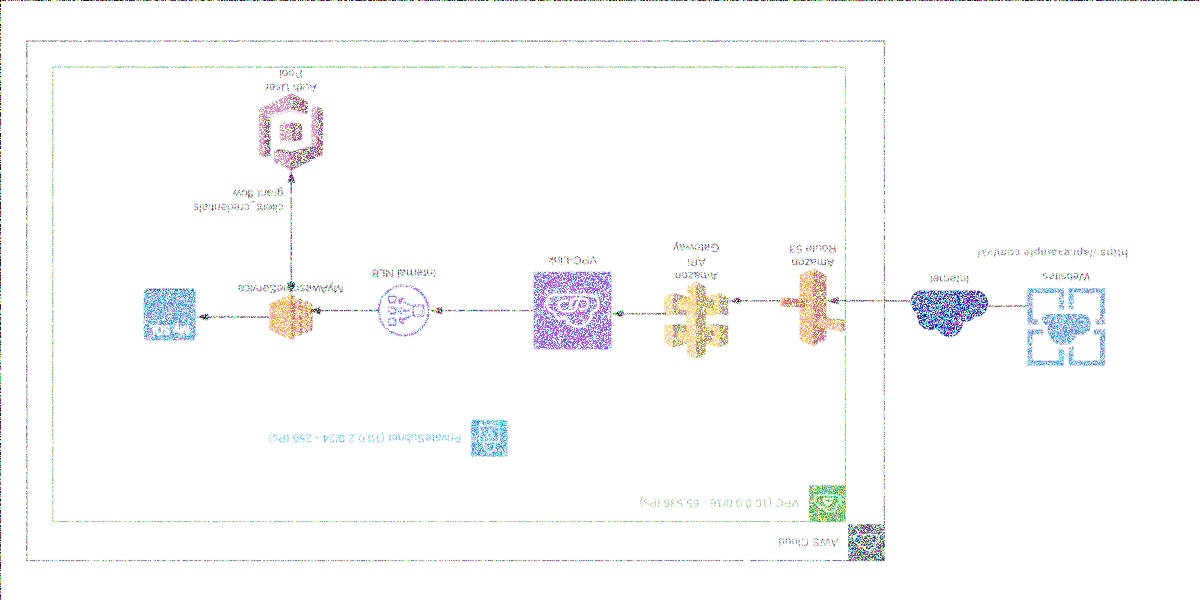 AWS Cloud
VPC (10.0.0.0/16 - 65,536 IPs)
PrivateSubnet (10.0.2.0/24 - 256 IPs)
Websites
https://api.example.com/v1/
Internet
Amazon
Route 53
Amazon
API
Gateway
VPC-Link
Internal NLB
MyAwesomeService
client_credentials
grant flow
Auth User
Pool